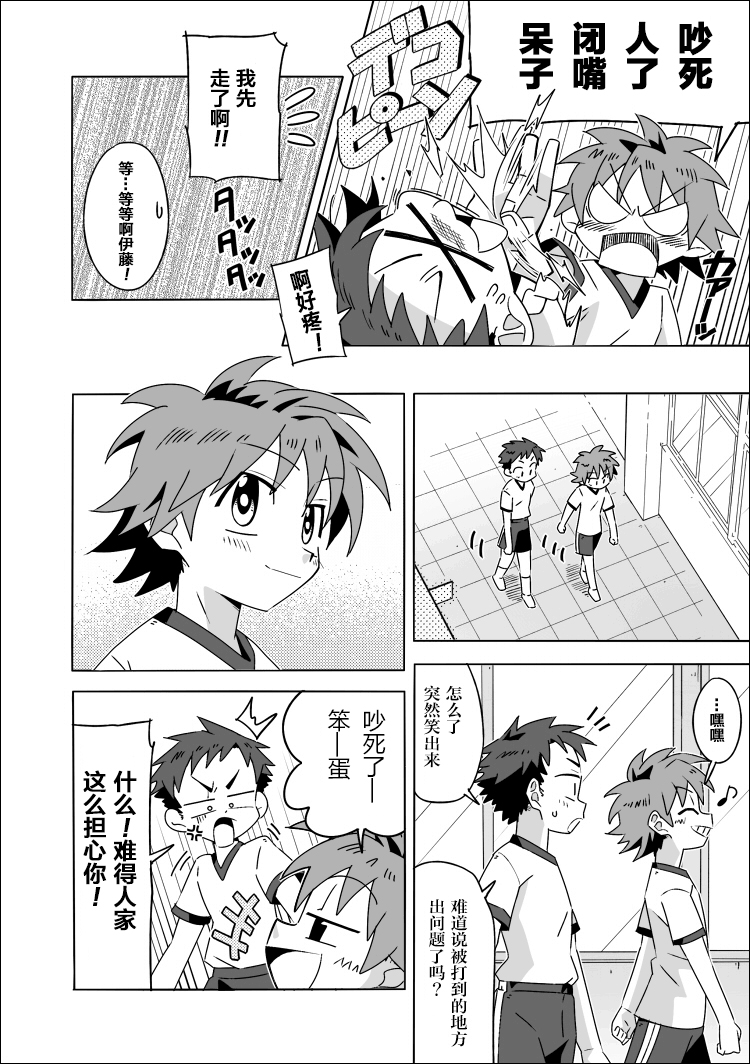 吵死
人了
闭嘴
呆子
デコ
ピーン
カアーッ
啊好疼！
我先
走了啊!!
タッ
タッ
タッ
等…等等啊伊藤！
…嘿嘿
怎么了
突然笑出来
难道说被打到的地方
出问题了吗？
吵死了—
笨—蛋
什么！难得人家
这么担心你！